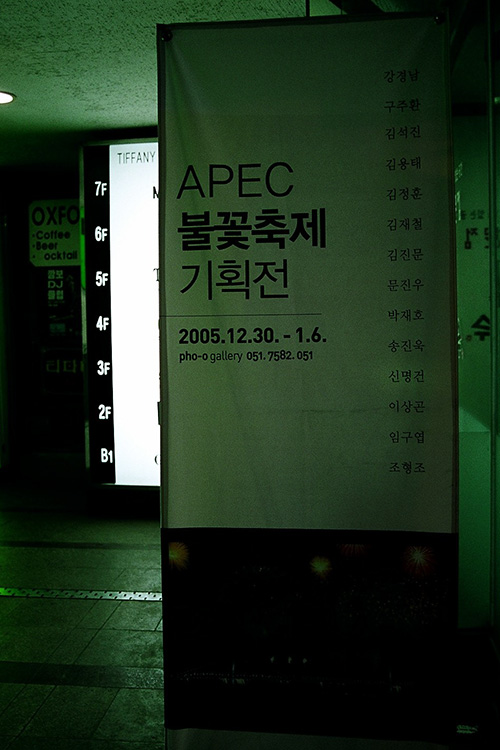 TIFFANY
7F
6F
5F
4F
3F
2F
B1
OXFO
·Coffee
·Beer
ocktail
DJ
APEC
불꽃축제
기획전
2005.12.30. - 1.6.
pho-o gallery 051. 7582. 051
강경남
구주환
김석진
김용태
김정훈
김재철
김진문
문진우
박재호
송진욱
신명건
이상곤
임구엽
조형조